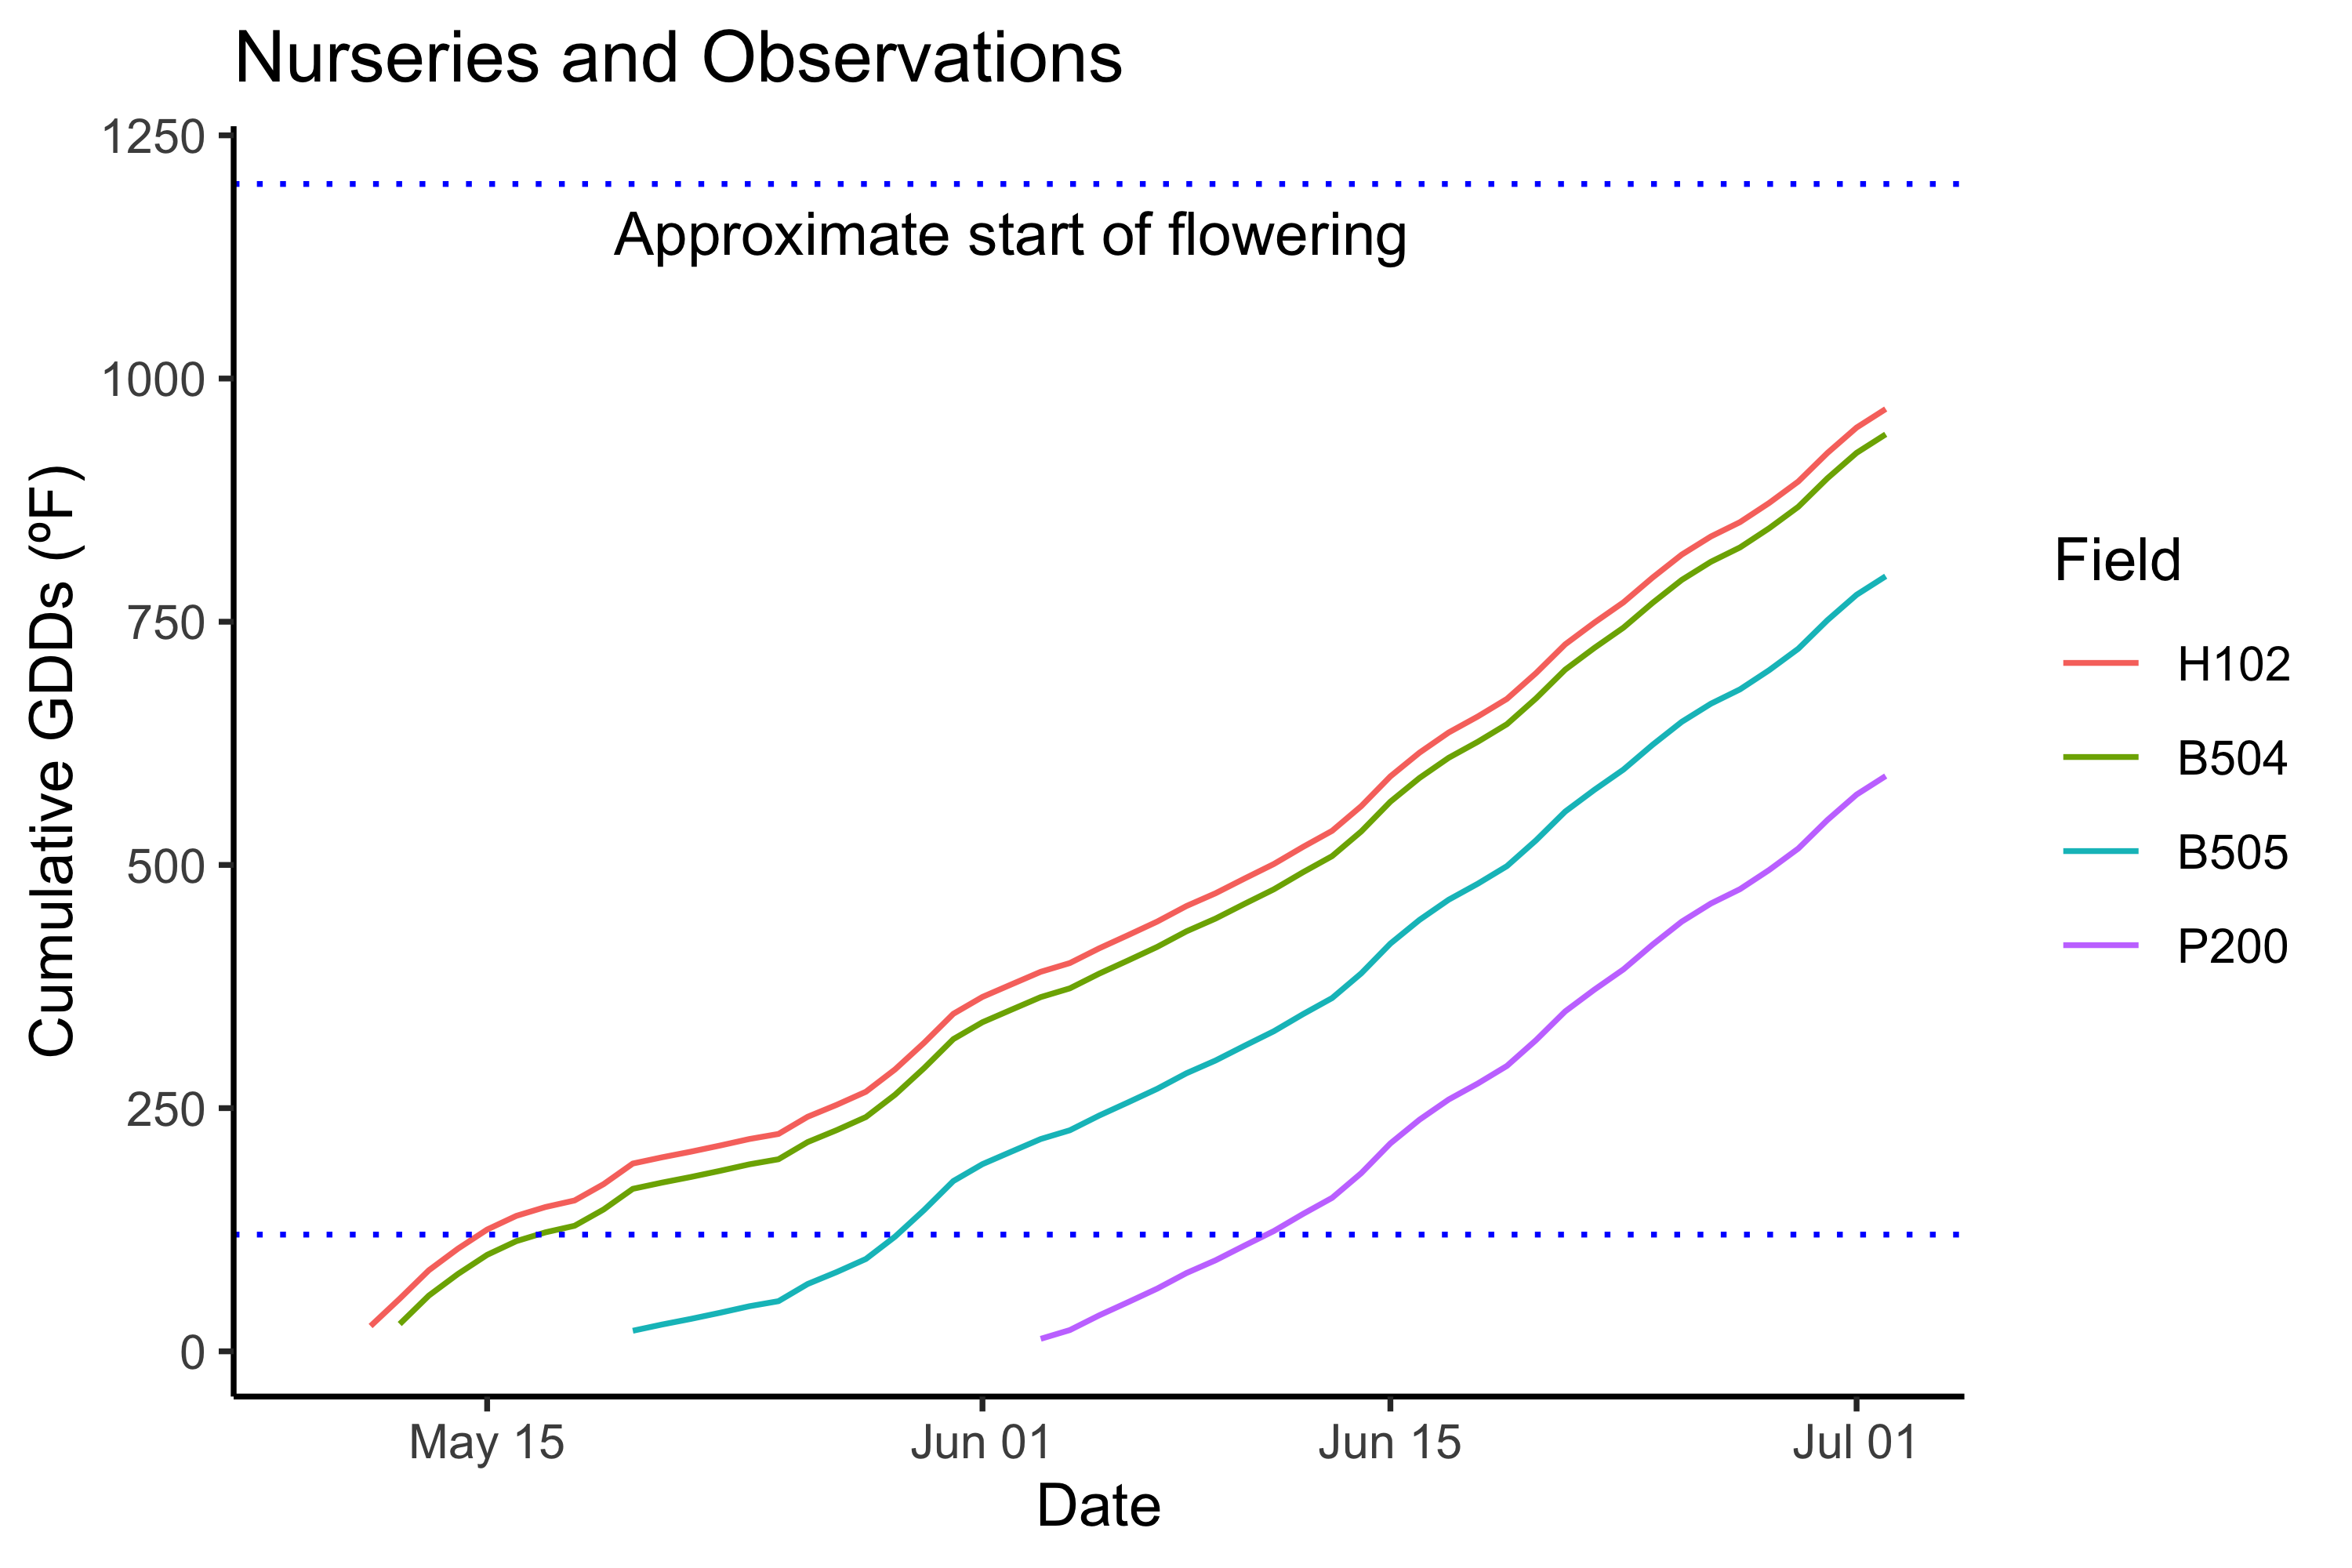 Nurseries and Observations
1250
Approximate start of flowering
1000
750
500
250
0
Cumulative GDDs (ºF)
May 15
Jun 01
Jun 15
Jul 01
Date
Field
H102
B504
B505
P200